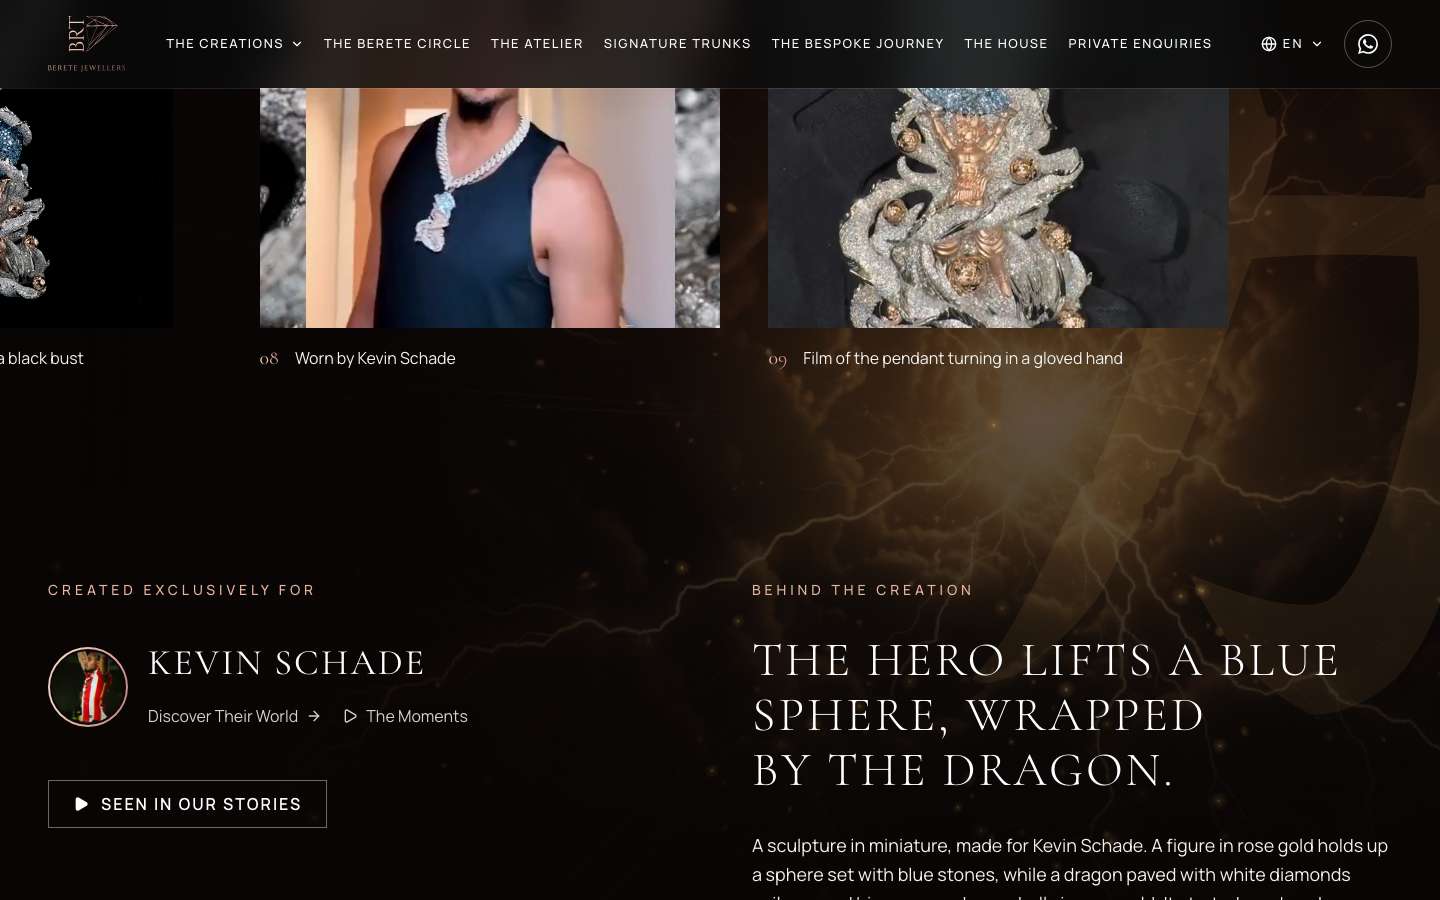 BRT
BERETE JEWELLERS
THE CREATIONS
THE BERETE CIRCLE
THE ATELIER
SIGNATURE TRUNKS
THE BESPOKE JOURNEY
THE HOUSE
PRIVATE ENQUIRIES
EN
a black bust
08 Worn by Kevin Schade
09 Film of the pendant turning in a gloved hand
CREATED EXCLUSIVELY FOR
KEVIN SCHADE
Discover Their World
The Moments
SEEN IN OUR STORIES
BEHIND THE CREATION
THE HERO LIFTS A BLUE
SPHERE, WRAPPED
BY THE DRAGON.
A sculpture in miniature, made for Kevin Schade. A figure in rose gold holds up
a sphere set with blue stones, while a dragon paved with white diamonds